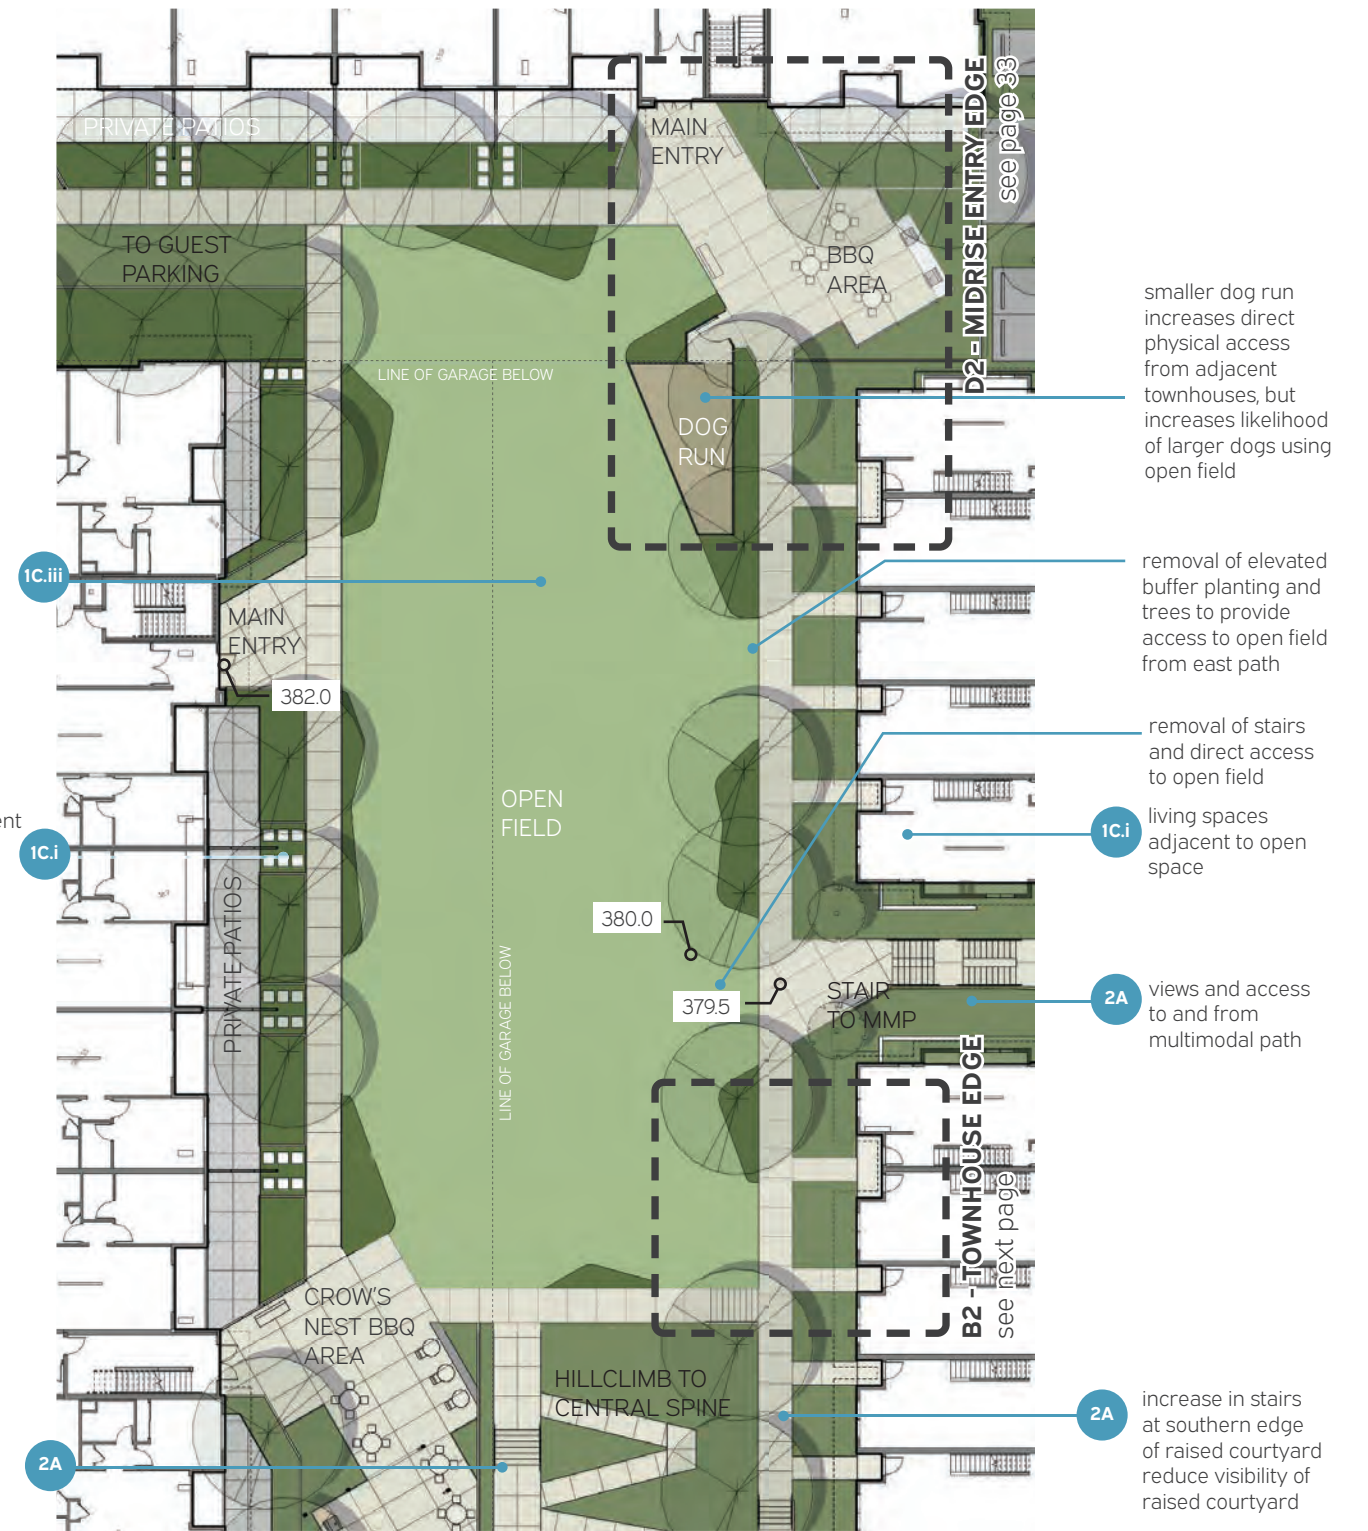 PRIVATE PATIOS
MAIN
ENTRY
D2 - MIDRISE ENTRY EDGE
see page 33
TO GUEST
PARKING
BBQ
AREA
smaller dog run
increases direct
physical access
from adjacent
townhouses, but
increases likelihood
of larger dogs using
open field
LINE OF GARAGE BELOW
DOG
RUN
1C.iii
removal of elevated
buffer planting and
trees to provide
access to open field
from east path
MAIN
ENTRY
382.0
removal of stairs
and direct access
to open field
OPEN
FIELD
ent
1C.i
1C.i
living spaces
adjacent to open
space
PRIVATE PATIOS
380.0
LINE OF GARAGE BELOW
379.5
STAIR
TO MMP
2A
views and access
to and from
multimodal path
B2 - TOWNHOUSE EDGE
see next page
CROW'S
NEST BBQ
AREA
HILLCLIMB TO
CENTRAL SPINE
2A
increase in stairs
at southern edge
of raised courtyard
reduce visibility of
raised courtyard
2A